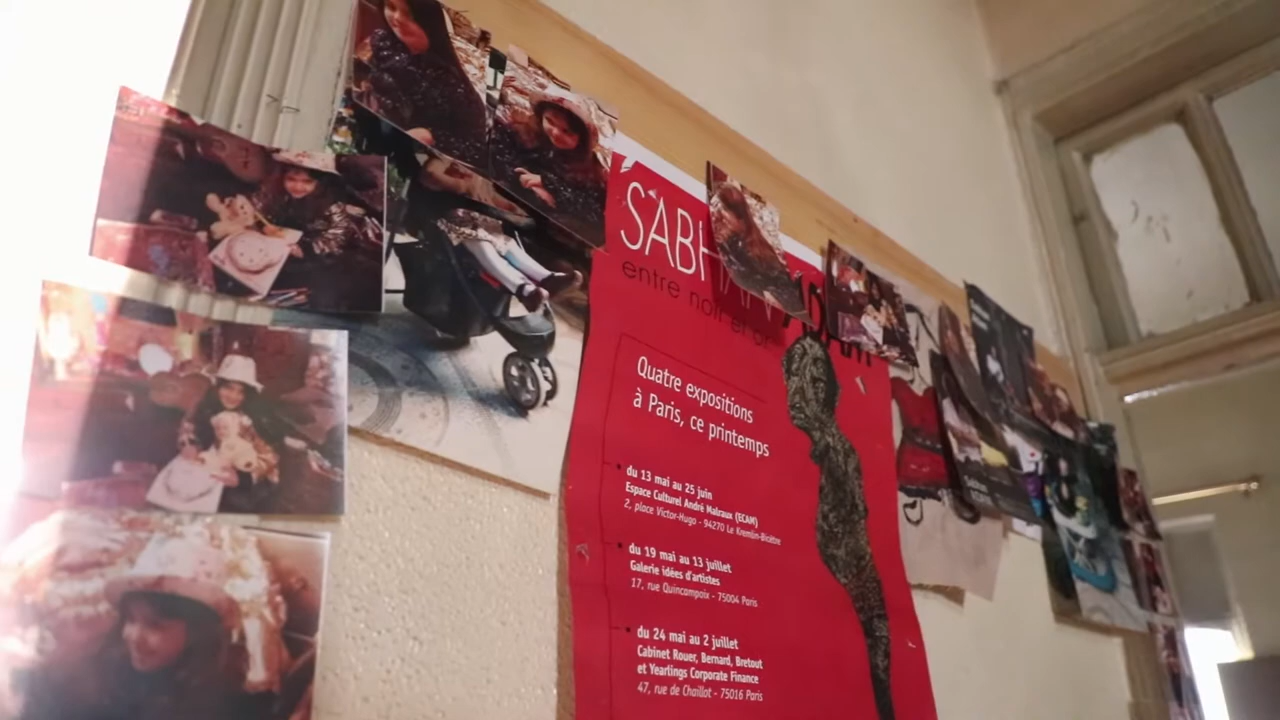 SABH
entre noir et or
Quatre expositions
à Paris, ce printemps
du 13 mai au 25 juin
Espace Culturel André Malraux (ECAM)
2, place Victor-Hugo - 94270 Le Kremlin-Bicêtre
du 19 mai au 13 juillet
Galerie idées d'artistes
17, rue Quincampoix - 75004 Paris
du 24 mai au 2 juillet
Cabinet Rouer, Bernard, Bretout
et Yearlings Corporate Finance
47, rue de Chaillot - 75016 Paris